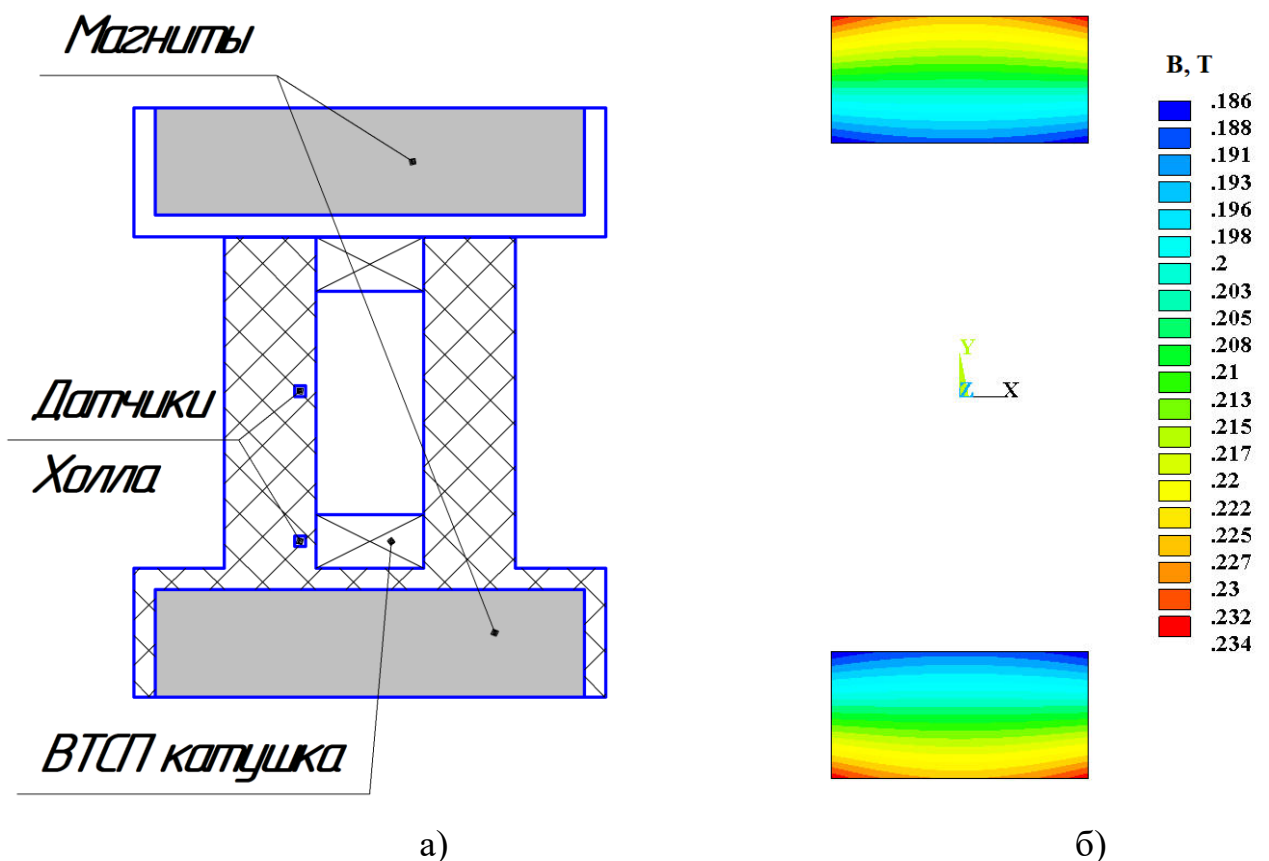 Магниты
Датчики
Холла
ВТСП катушка
а)
B, T
.186
.188
.191
.193
.196
.198
.2
.203
.205
.208
.21
.213
.215
.217
.22
.222
.225
.227
.23
.232
.234
Y
Z X
б)